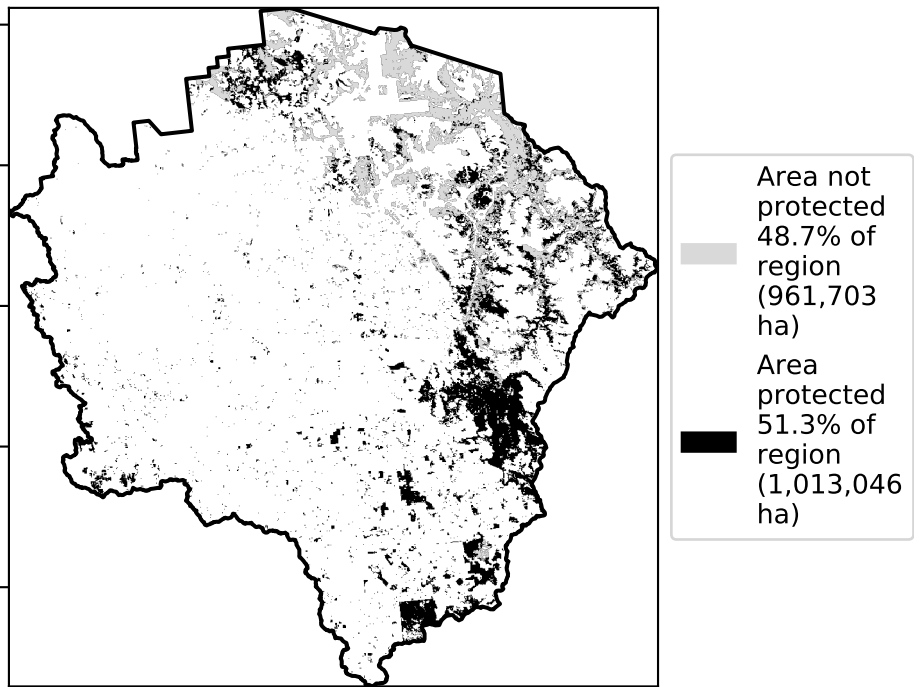 Area not
protected
48.7% of
region
(961,703
ha)
Area
protected
51.3% of
region
(1,013,046
ha)